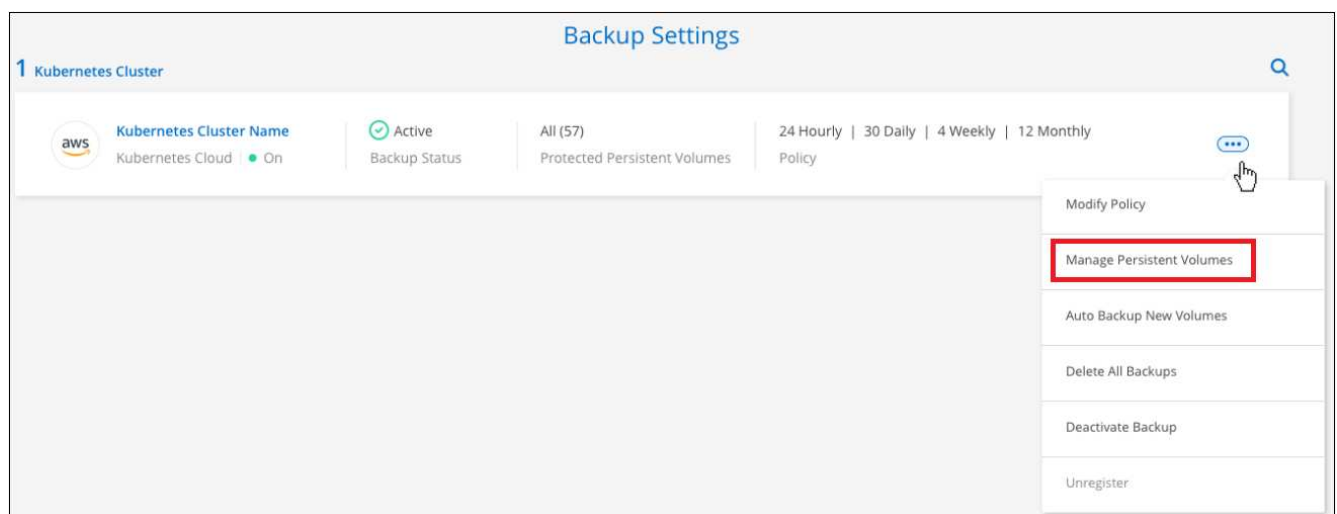 Backup Settings
1 Kubernetes Cluster
aws
Kubernetes Cluster Name
Kubernetes Cloud | On
Active
Backup Status
All (57)
Protected Persistent Volumes
24 Hourly | 30 Daily | 4 Weekly | 12 Monthly
Policy
Modify Policy
Manage Persistent Volumes
Auto Backup New Volumes
Delete All Backups
Deactivate Backup
Unregister